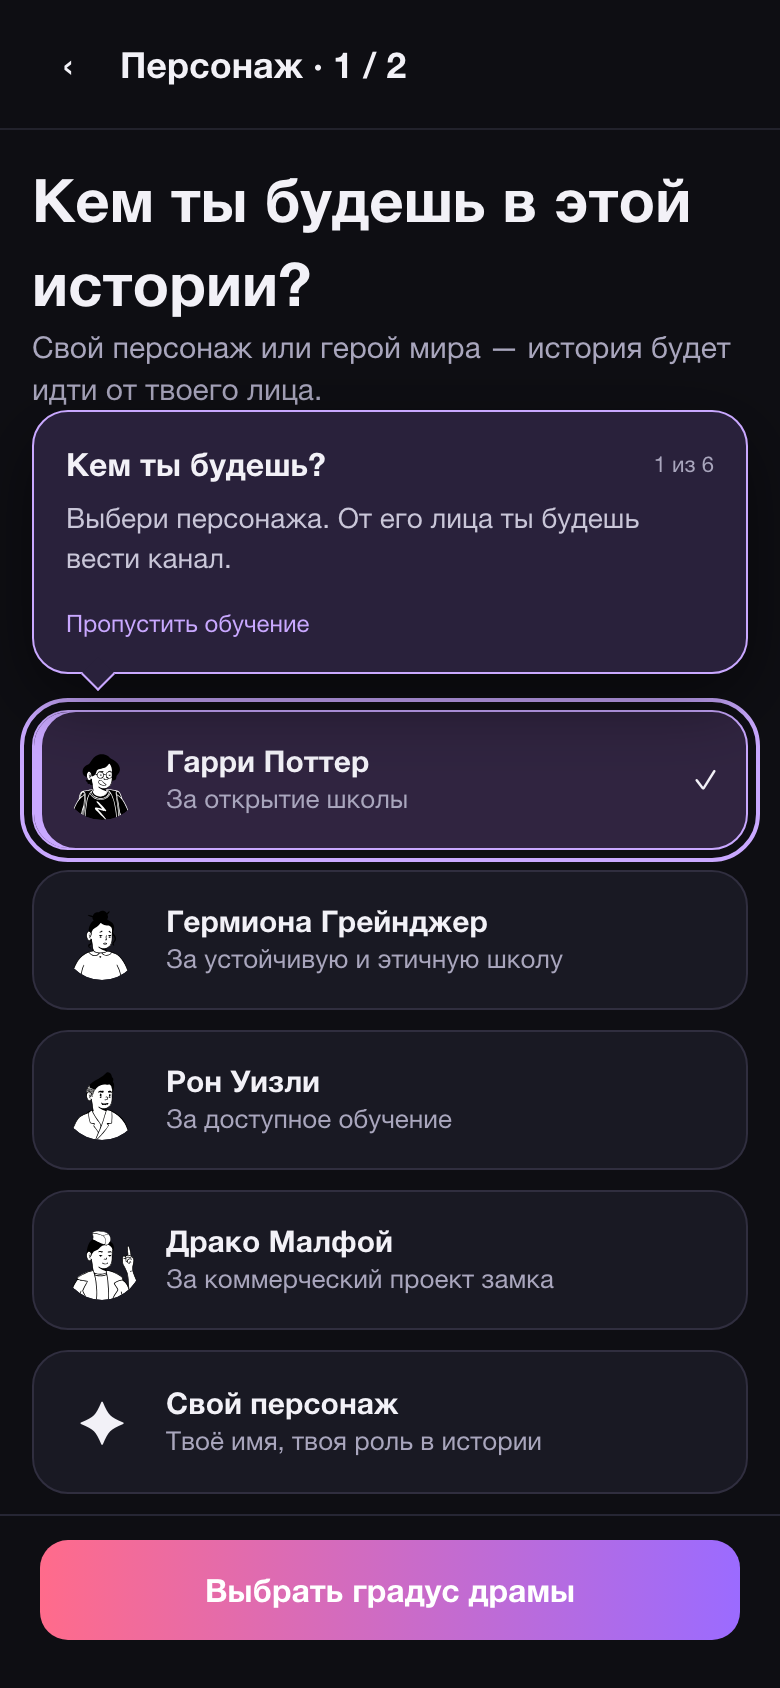 ‹ Персонаж · 1 / 2
Кем ты будешь в этой
истории?
Свой персонаж или герой мира — история будет
идти от твоего лица.
Кем ты будешь? 1 из 6
Выбери персонажа. От его лица ты будешь
вести канал.
Пропустить обучение
Гарри Поттер
За открытие школы
Гермиона Грейнджер
За устойчивую и этичную школу
Рон Уизли
За доступное обучение
Драко Малфой
За коммерческий проект замка
Свой персонаж
Твоё имя, твоя роль в истории
Выбрать градус драмы